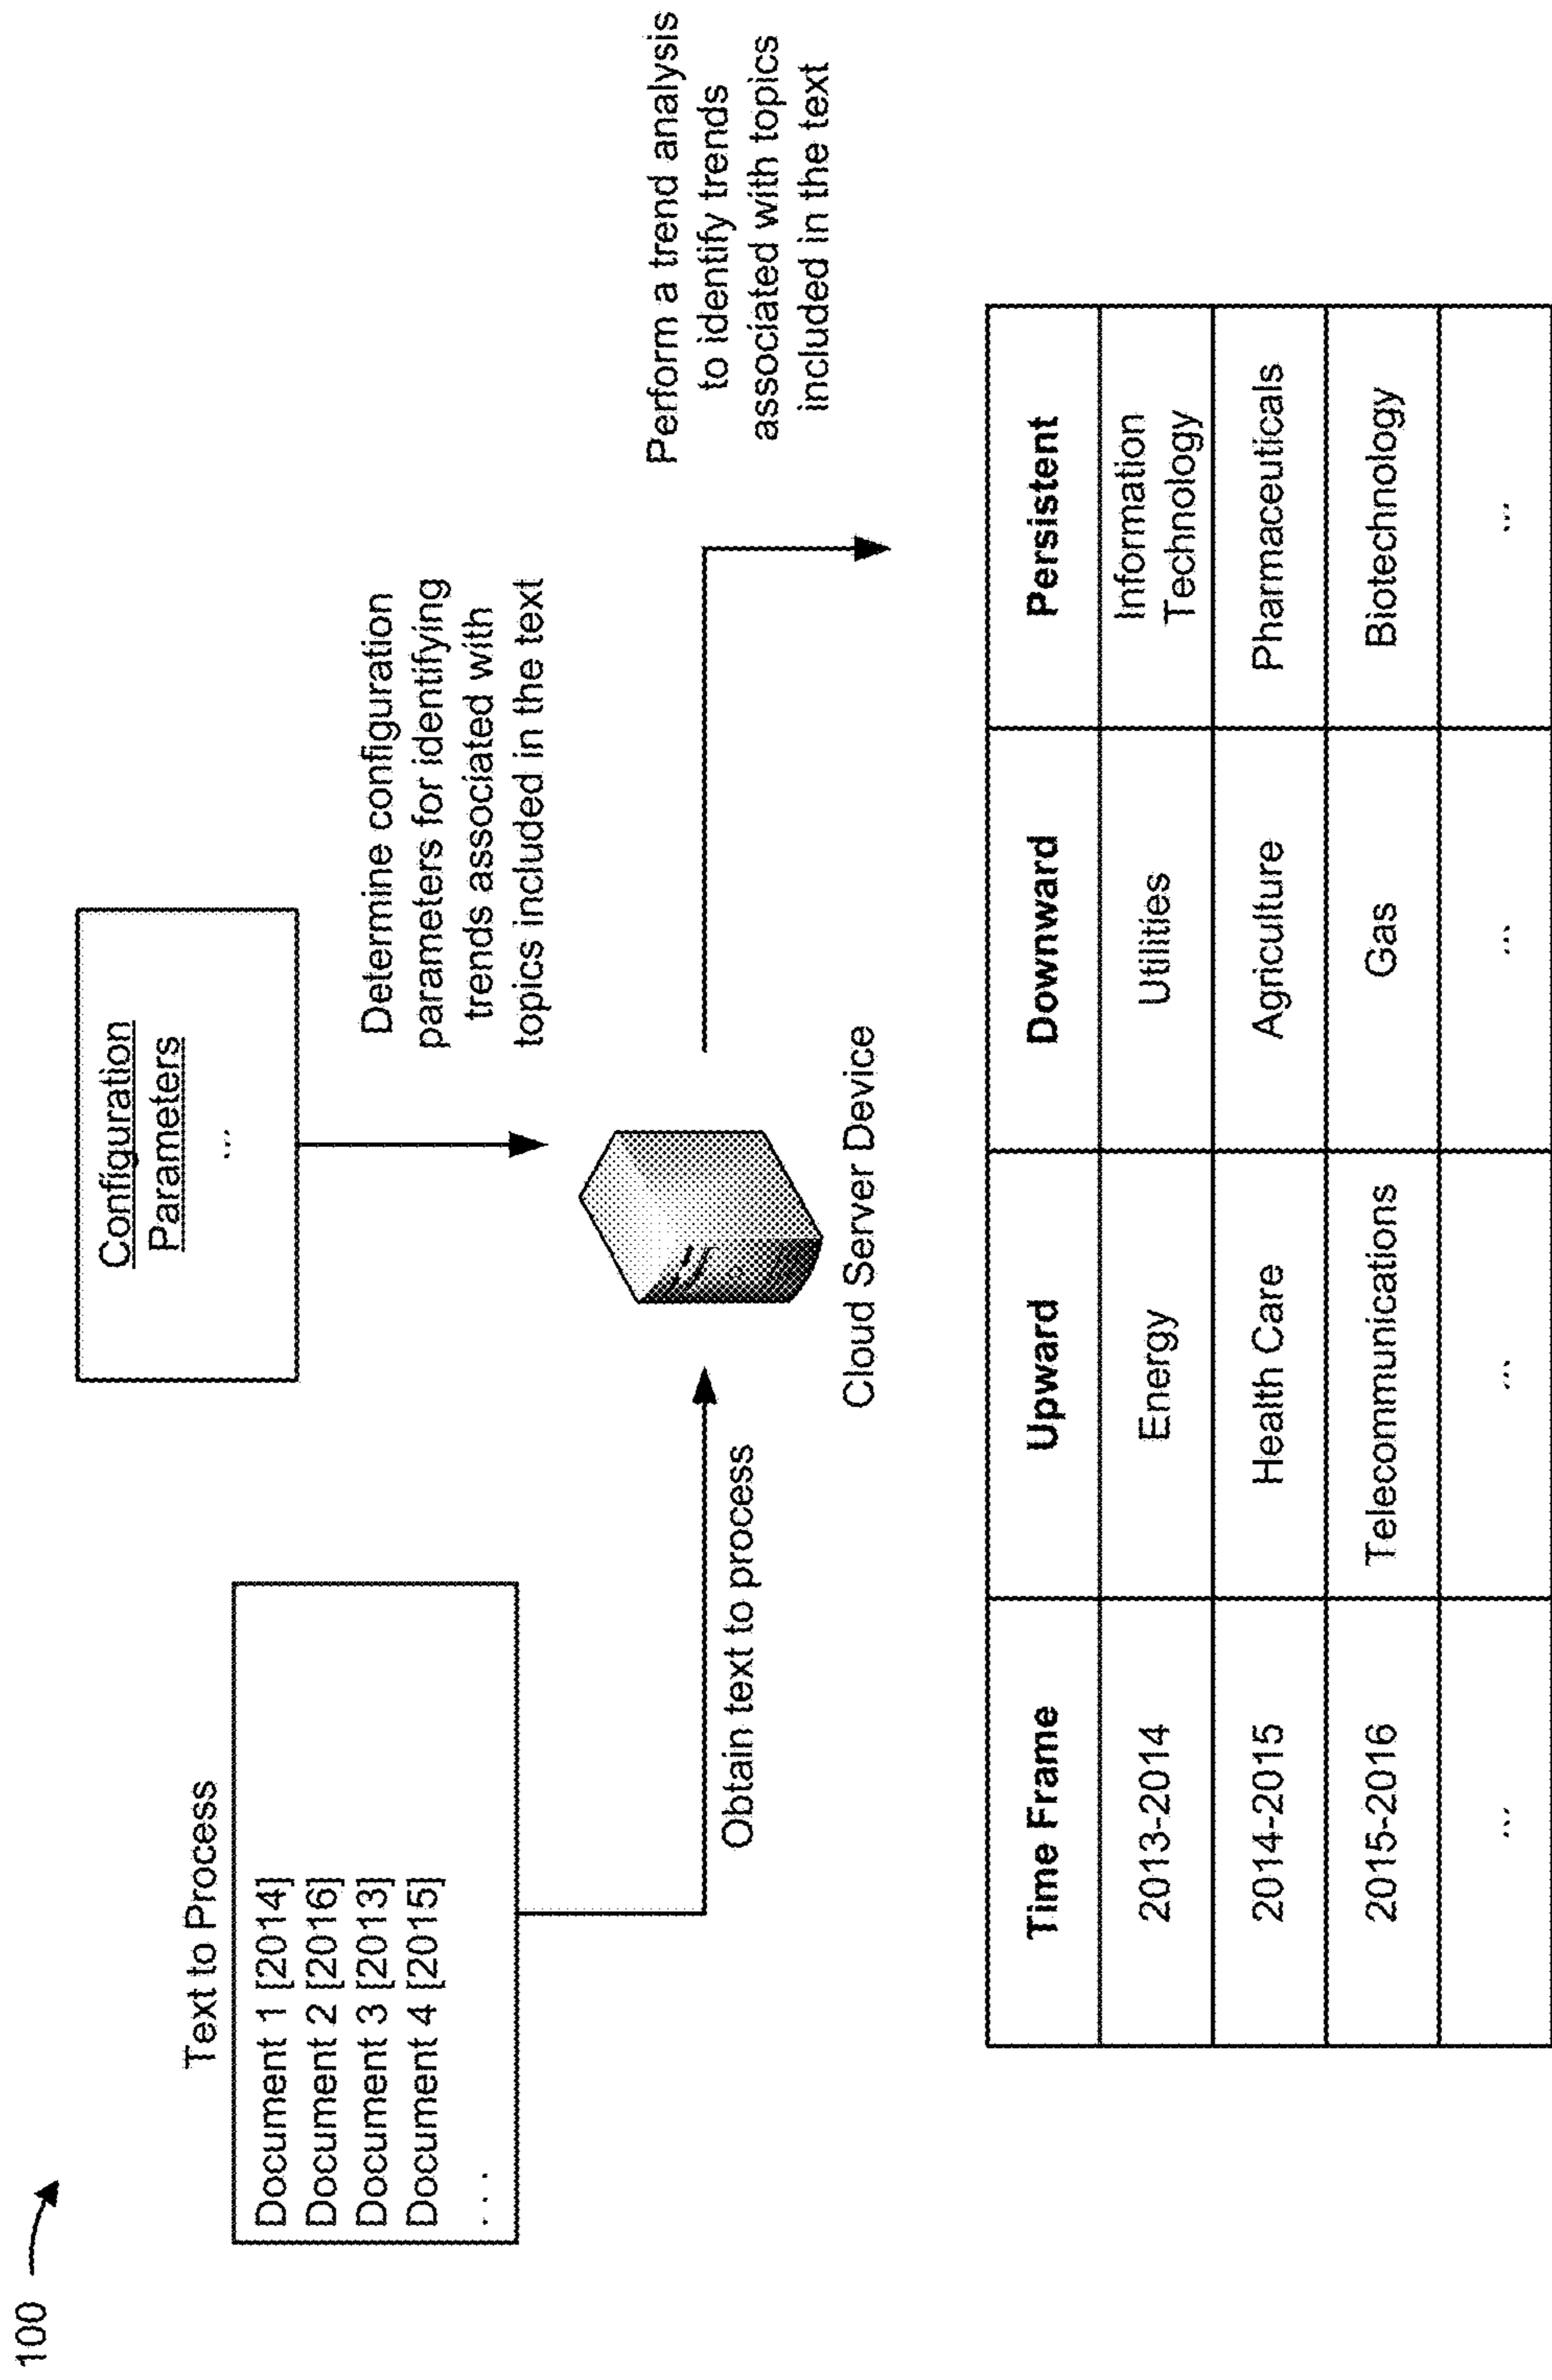 100
Text to Process
Document 1 [2014]
Document 2 [2016]
Document 3 [2013]
Document 4 [2015]
. . .
Obtain text to process
Configuration
Parameters
...
Determine configuration
parameters for identifying
trends associated with
topics included in the text
Cloud Server Device
Perform a trend analysis
to identify trends
associated with topics
included in the text
Time Frame Upward Downward Persistent
2013-2014 Energy Utilities Information
Technology
2014-2015 Health Care Agriculture Pharmaceuticals
2015-2016 Telecommunications Gas Biotechnology
... ... ... ...